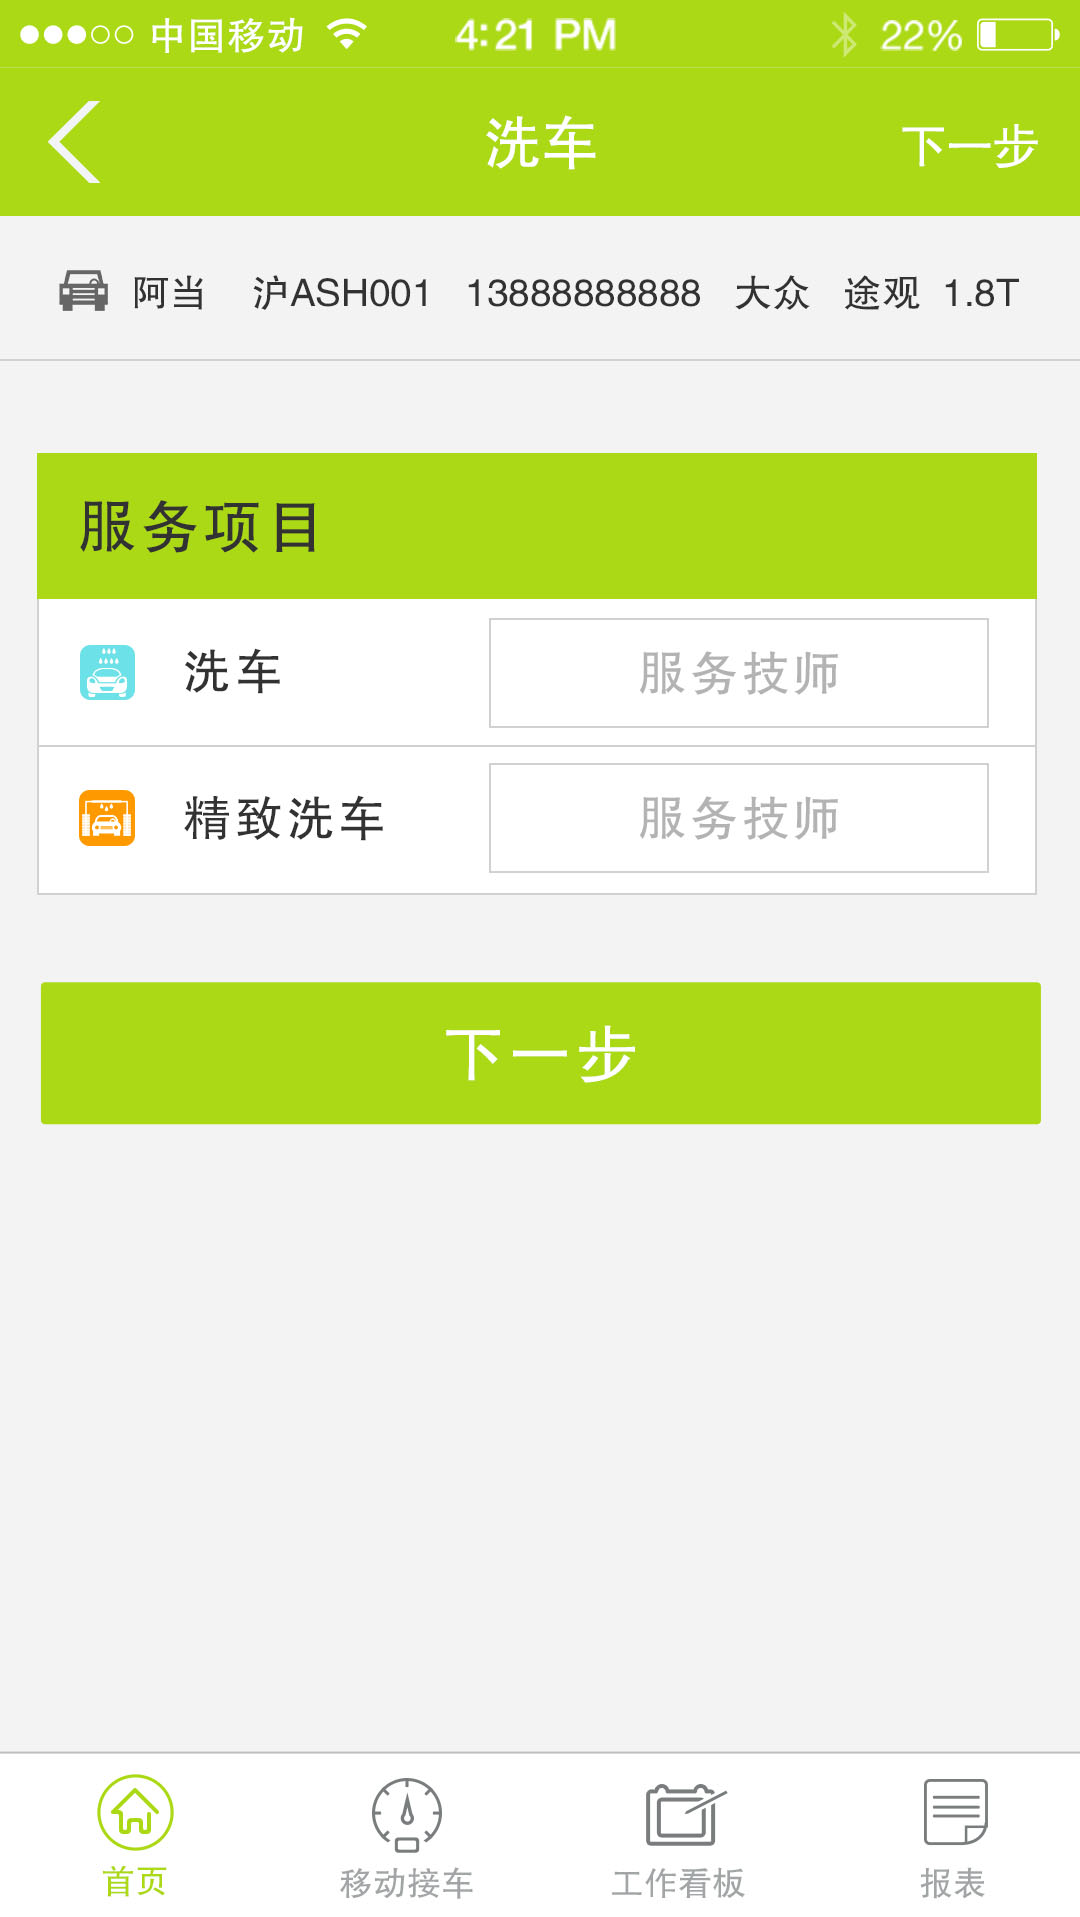 中国移动 4:21 PM 22%
洗车 下一步
阿当 沪ASH001 13888888888 大众 途观 1.8T
服务项目
洗车 服务技师
精致洗车 服务技师
下一步
首页 移动接车 工作看板 报表